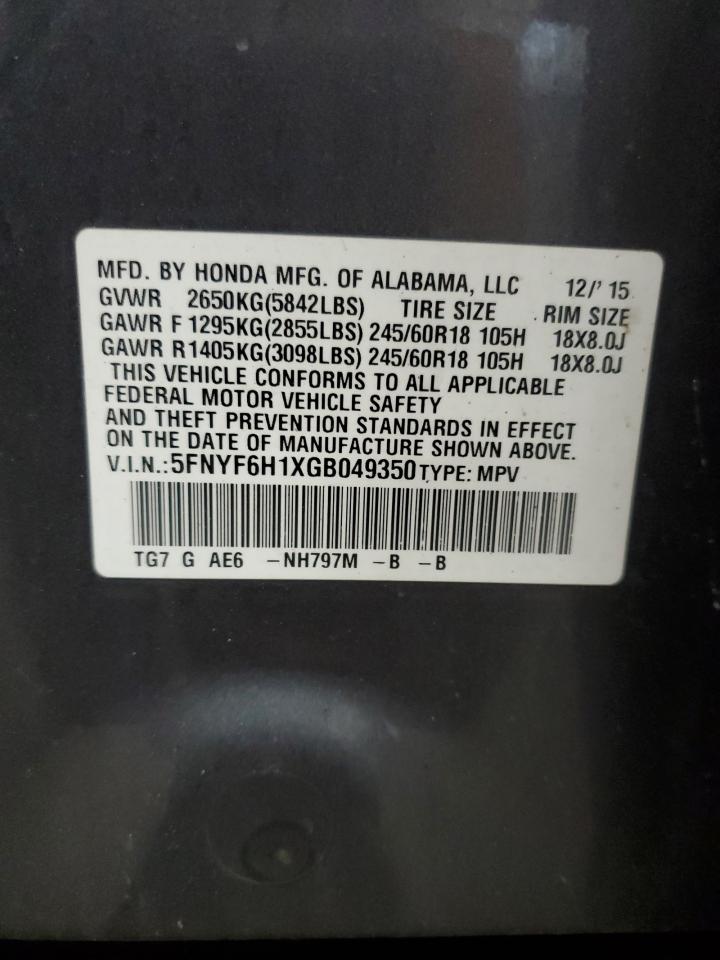 MFD. BY HONDA MFG. OF ALABAMA, LLC 12/' 15
GVWR 2650KG(5842LBS) TIRE SIZE RIM SIZE
GAWR F 1295KG(2855LBS) 245/60R18 105H 18X8.0J
GAWR R1405KG(3098LBS) 245/60R18 105H 18X8.0J
THIS VEHICLE CONFORMS TO ALL APPLICABLE
FEDERAL MOTOR VEHICLE SAFETY
AND THEFT PREVENTION STANDARDS IN EFFECT
ON THE DATE OF MANUFACTURE SHOWN ABOVE.
V.I.N.:5FNYF6H1XGB049350 TYPE: MPV
TG7 G AE6 -NH797M -B -B